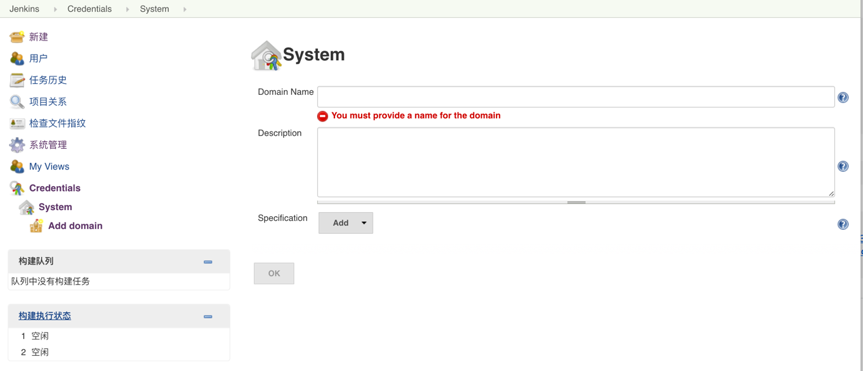 Jenkins Credentials System
新建
用户
任务历史
项目关系
检查文件指纹
系统管理
My Views
Credentials
System
Add domain
构建队列
队列中没有构建任务
构建执行状态
1 空闲
2 空闲
System
Domain Name
You must provide a name for the domain
Description
Specification
Add
OK